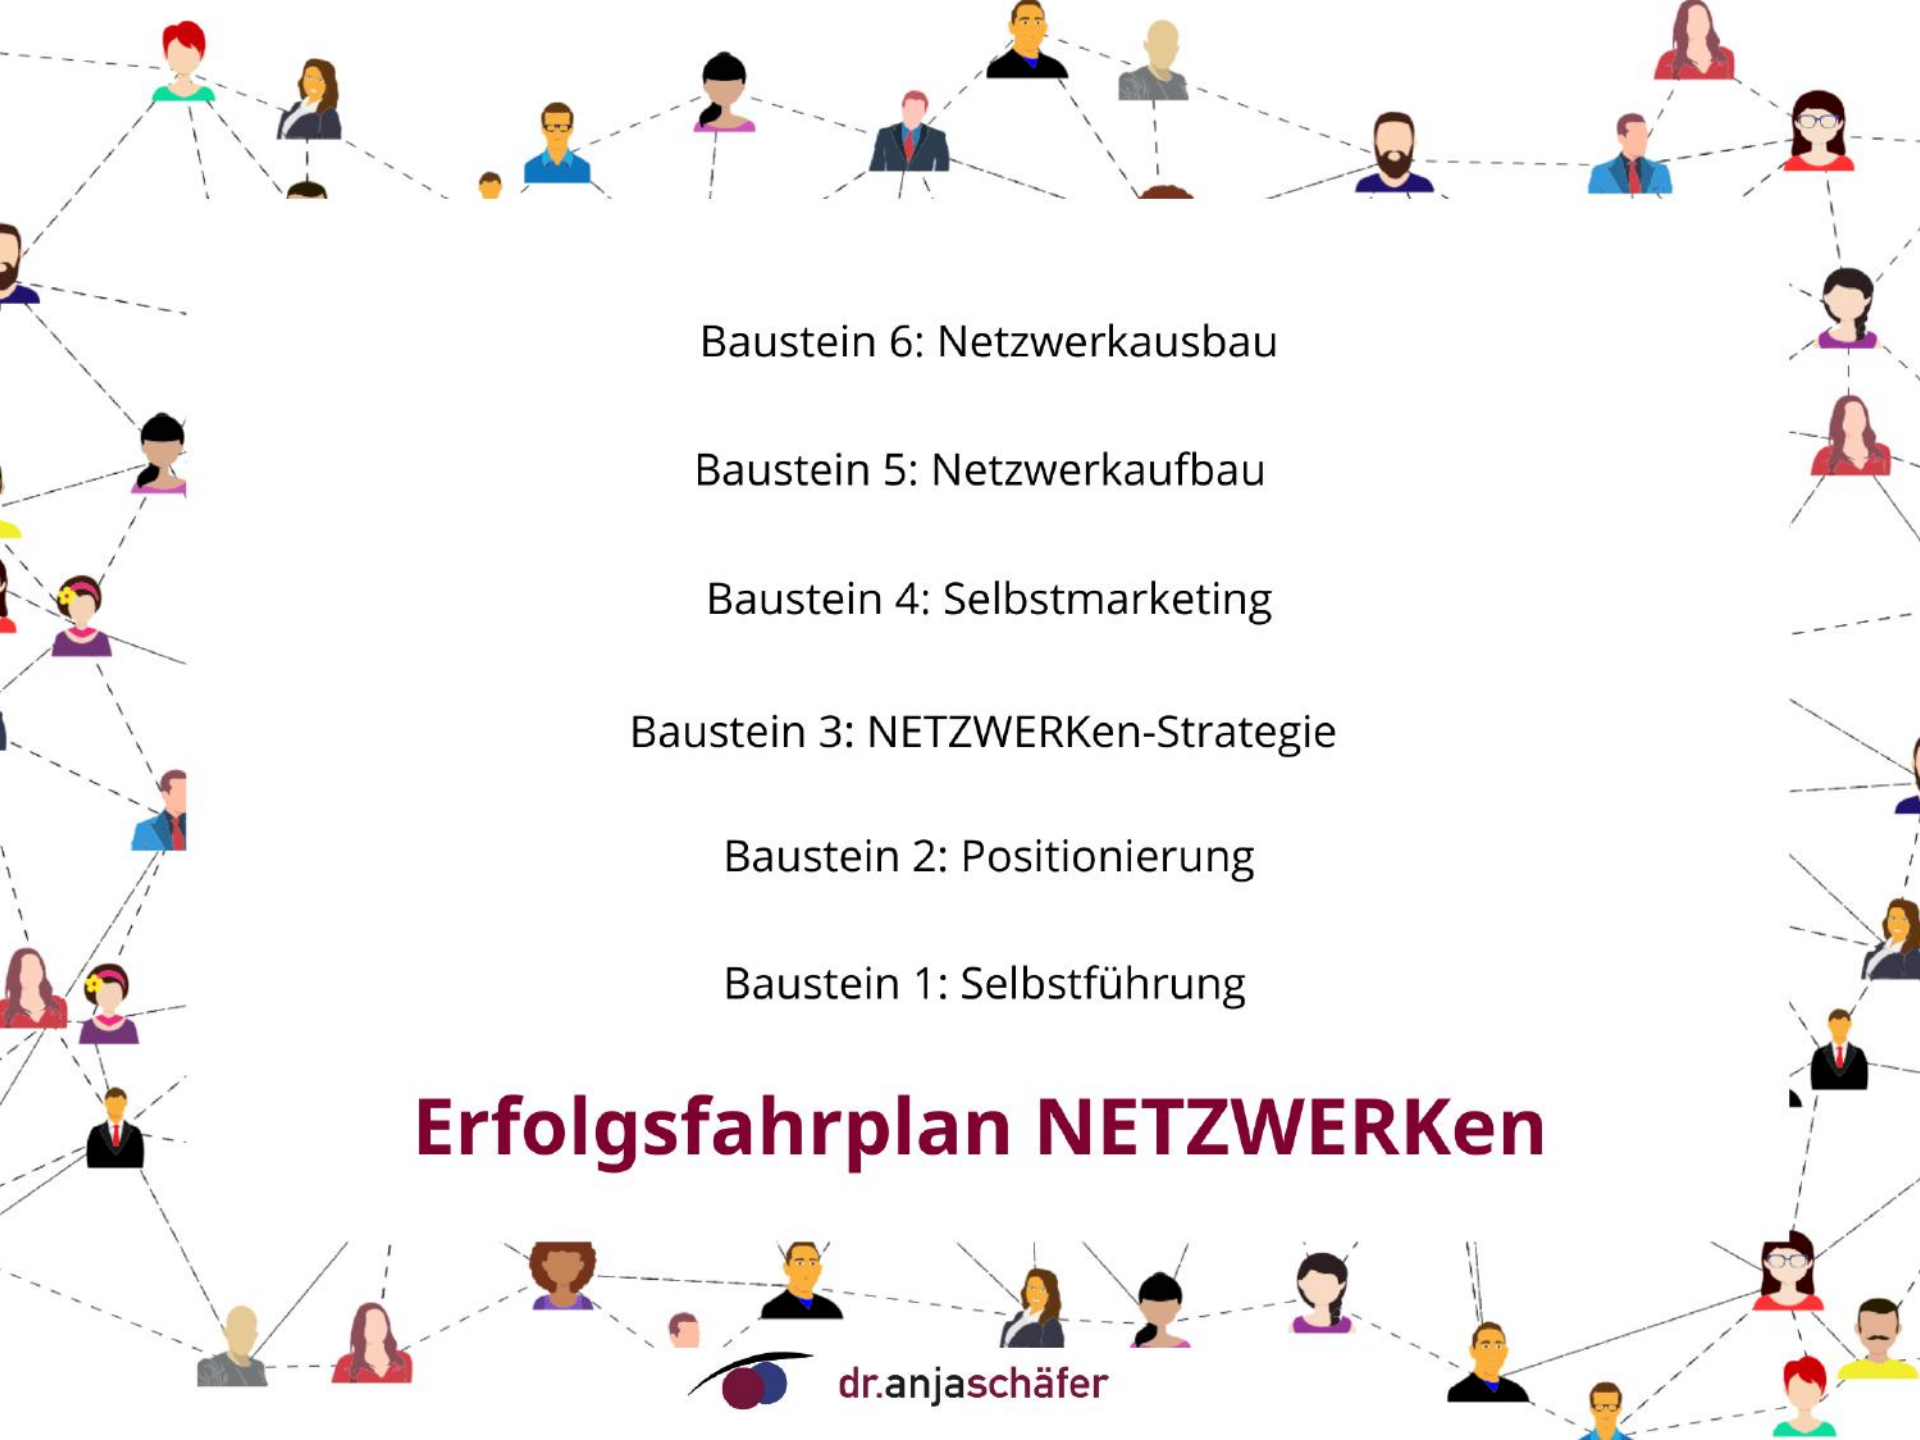 Baustein 6: Netzwerkausbau
Baustein 5: Netzwerkaufbau
Baustein 4: Selbstmarketing
Baustein 3: NETZWERKen-Strategie
Baustein 2: Positionierung
Baustein 1: Selbstführung
Erfolgsfahrplan NETZWERKen
dr.anjaschäfer